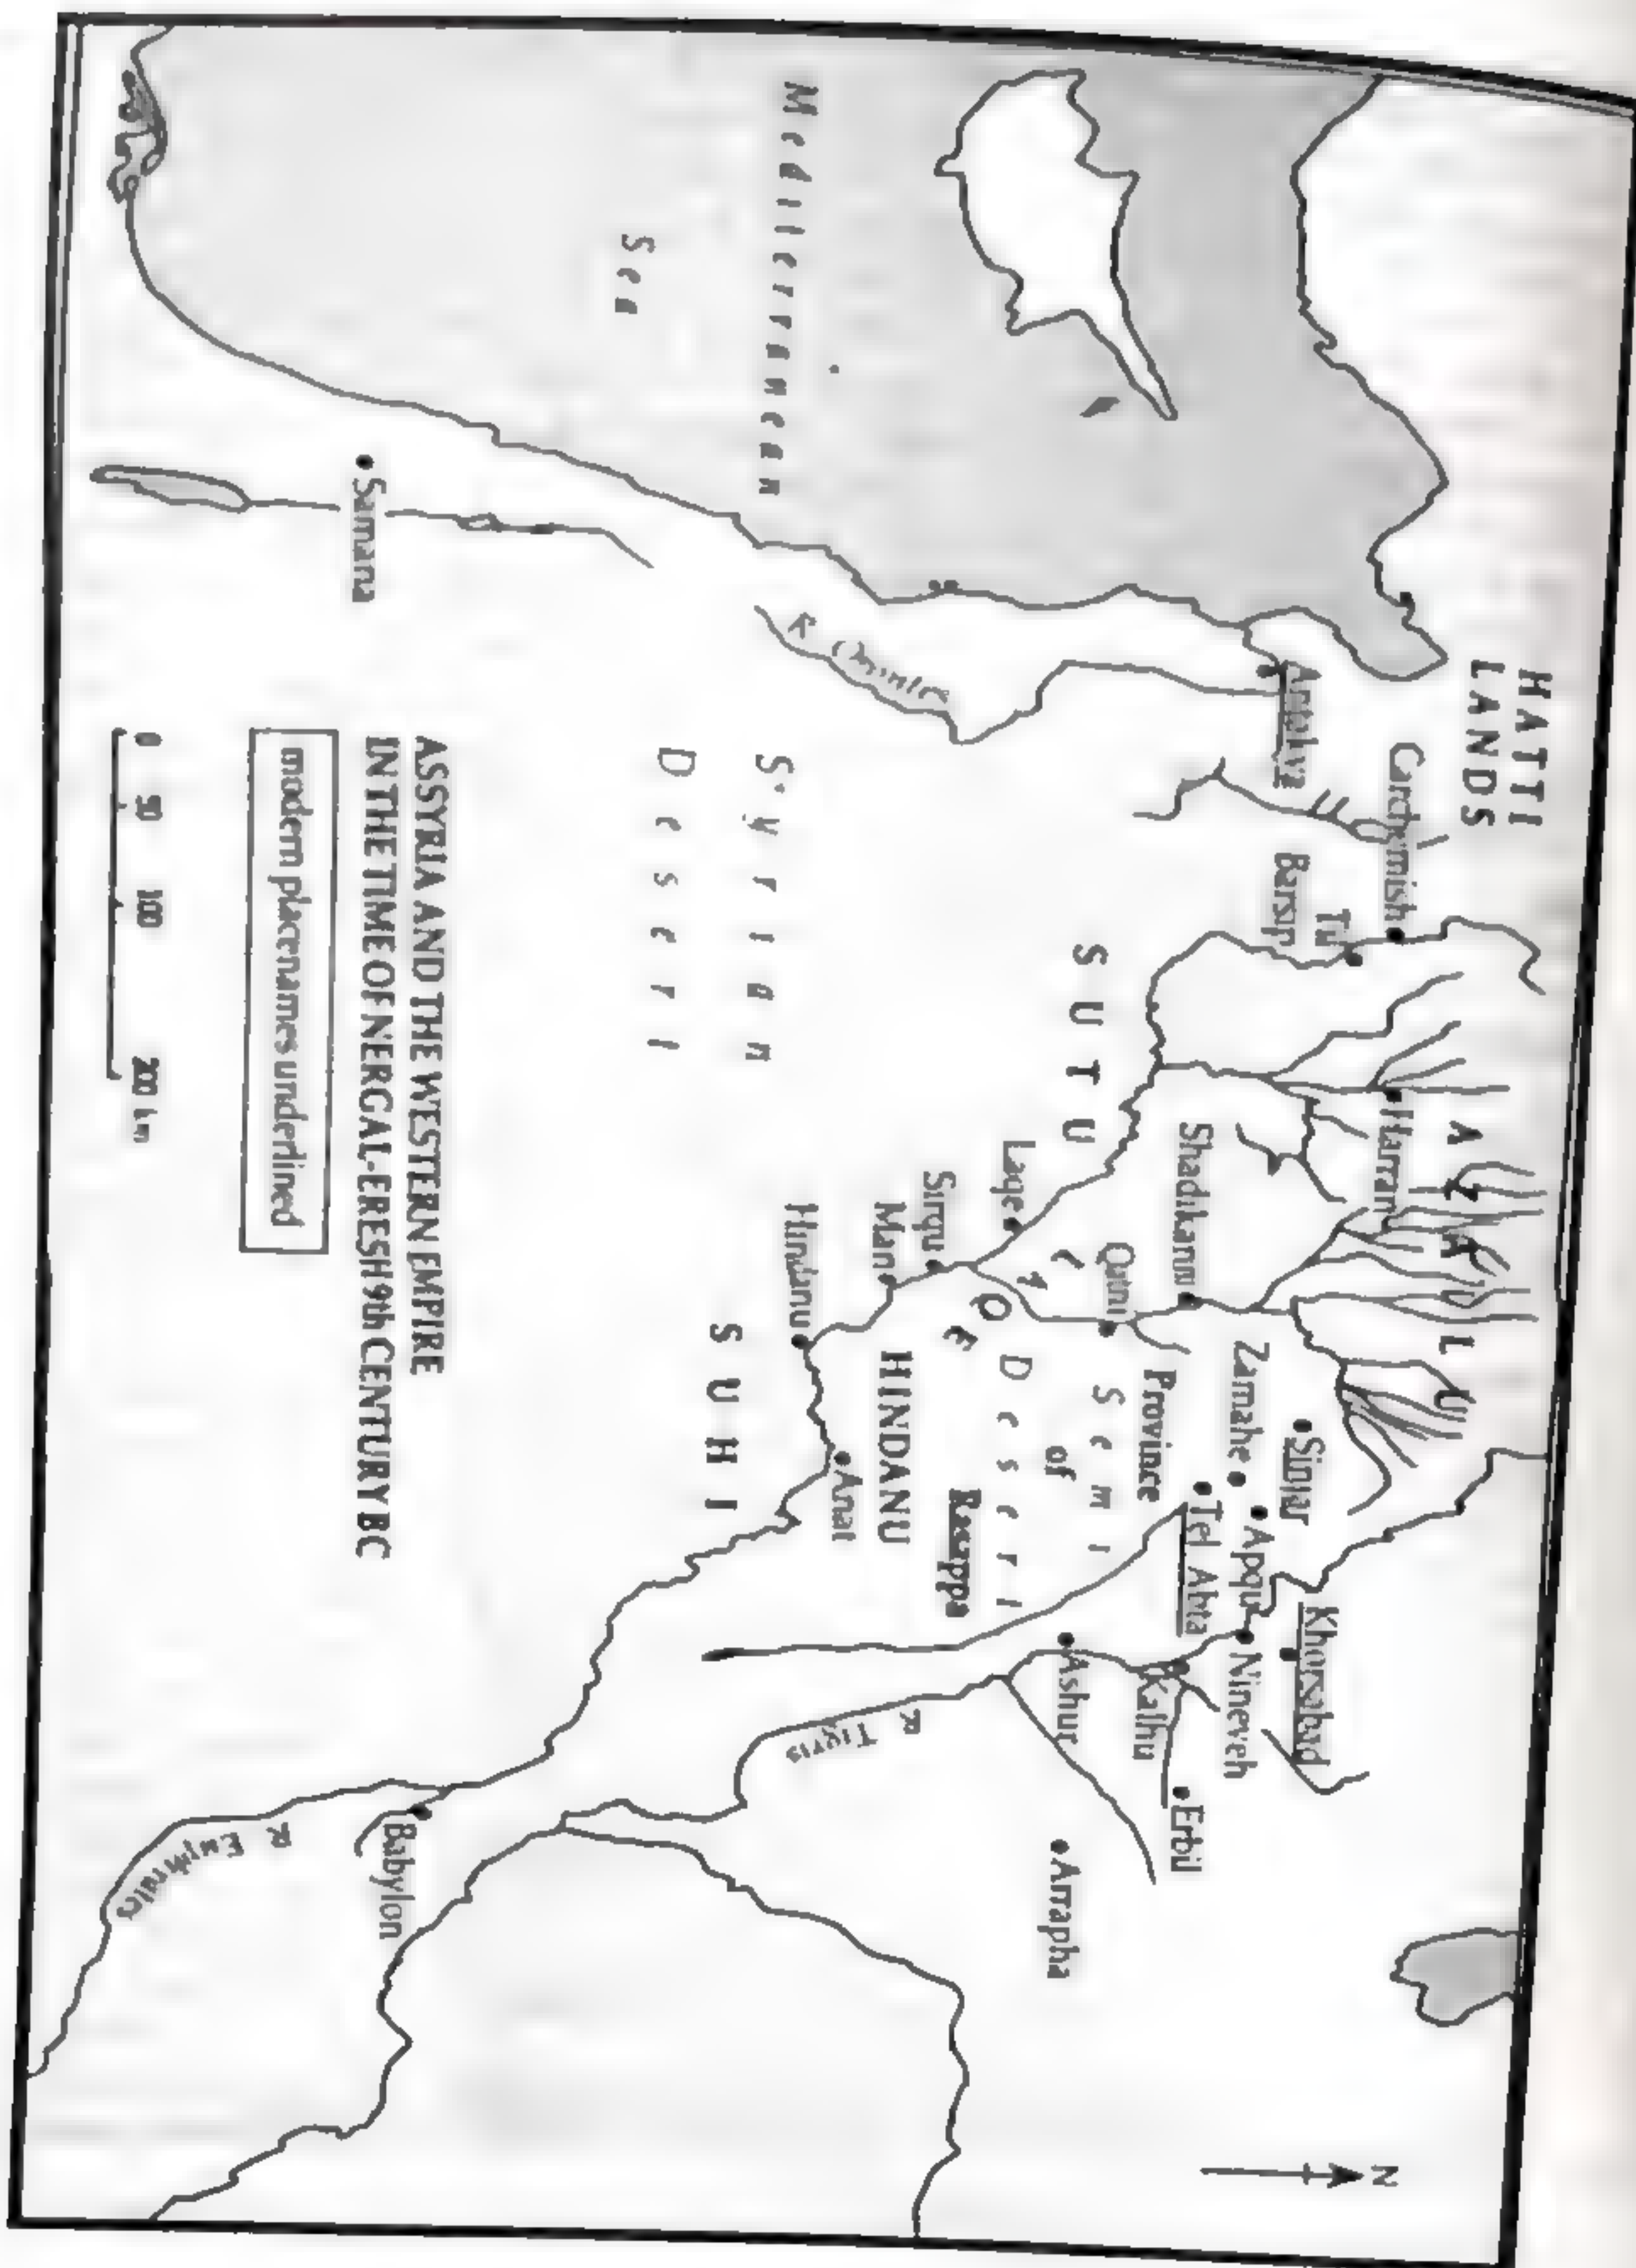 HATTI
LANDS
Carchemish
Til
Barsip
Harran
Shadikanni
Sinjar
Zamahe
Apqu
Tel Abta
Khorsabad
Nineveh
Kalhu
Erbil
Ashur
Arrapha
Province
of
Rasappa
Semi
Desert
Qatni
LAQE
Laqe
Sirqu
Mari
Hindanu
HINDANU
Anat
SUTU
SUHI
Syrian
Desert
Mediterranean
Sea
R Orontes
Samaria
R Tigris
R Euphrates
Babylon
N
ASSYRIA AND THE WESTERN EMPIRE
IN THE TIME OF NERGAL-ERESH 9th CENTURY BC
modern placenames underlined
0 50 100 200 km